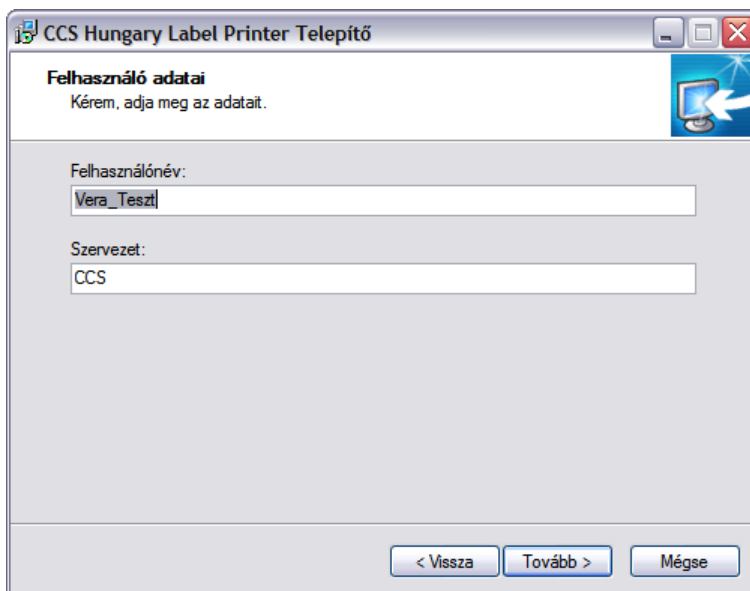 CCS Hungary Label Printer Telepítő
Felhasználó adatai
Kérem, adja meg az adatait.
Felhasználónév:
Vera_Teszt
Szervezet:
CCS
< Vissza
Tovább >
Mégse